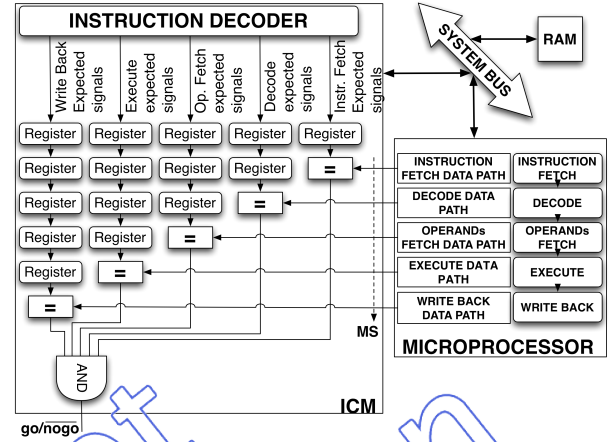 INSTRUCTION DECODER
Write Back
Expected
signals
Execute
expected
signals
Op. Fetch
expected
signals
Decode
expected
signals
Instr. Fetch
Expected
signals
SYSTEM BUS
RAM
Register Register Register Register Register
Register Register Register Register =
Register Register Register =
Register Register =
Register =
=
INSTRUCTION
FETCH DATA PATH
INSTRUCTION
FETCH
DECODE DATA
PATH
DECODE
OPERANDs
FETCH DATA PATH
OPERANDs
FETCH
EXECUTE DATA
PATH
EXECUTE
WRITE BACK
DATA PATH
WRITE BACK
MS
MICROPROCESSOR
AND
ICM
go/nogo